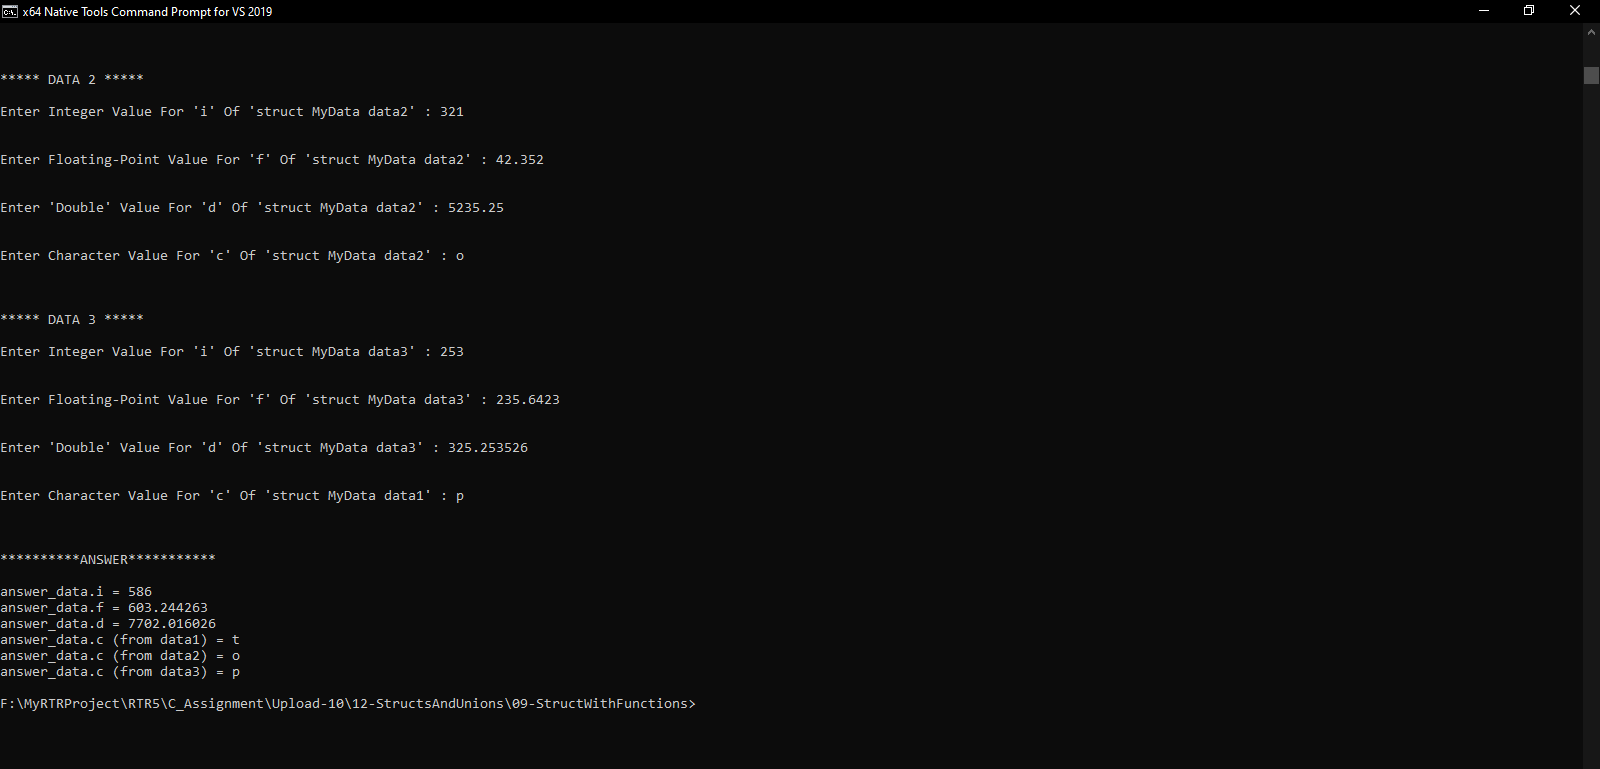 x64 Native Tools Command Prompt for VS 2019
***** DATA 2 *****
Enter Integer Value For 'i' Of 'struct MyData data2' : 321
Enter Floating-Point Value For 'f' Of 'struct MyData data2' : 42.352
Enter 'Double' Value For 'd' Of 'struct MyData data2' : 5235.25
Enter Character Value For 'c' Of 'struct MyData data2' : o
***** DATA 3 *****
Enter Integer Value For 'i' Of 'struct MyData data3' : 253
Enter Floating-Point Value For 'f' Of 'struct MyData data3' : 235.6423
Enter 'Double' Value For 'd' Of 'struct MyData data3' : 325.253526
Enter Character Value For 'c' Of 'struct MyData data1' : p
**********ANSWER***********
answer_data.i = 586
answer_data.f = 603.244263
answer_data.d = 7702.016026
answer_data.c (from data1) = t
answer_data.c (from data2) = o
answer_data.c (from data3) = p
F:\MyRTRProject\RTR5\C_Assignment\Upload-10\12-StructsAndUnions\09-StructWithFunctions>